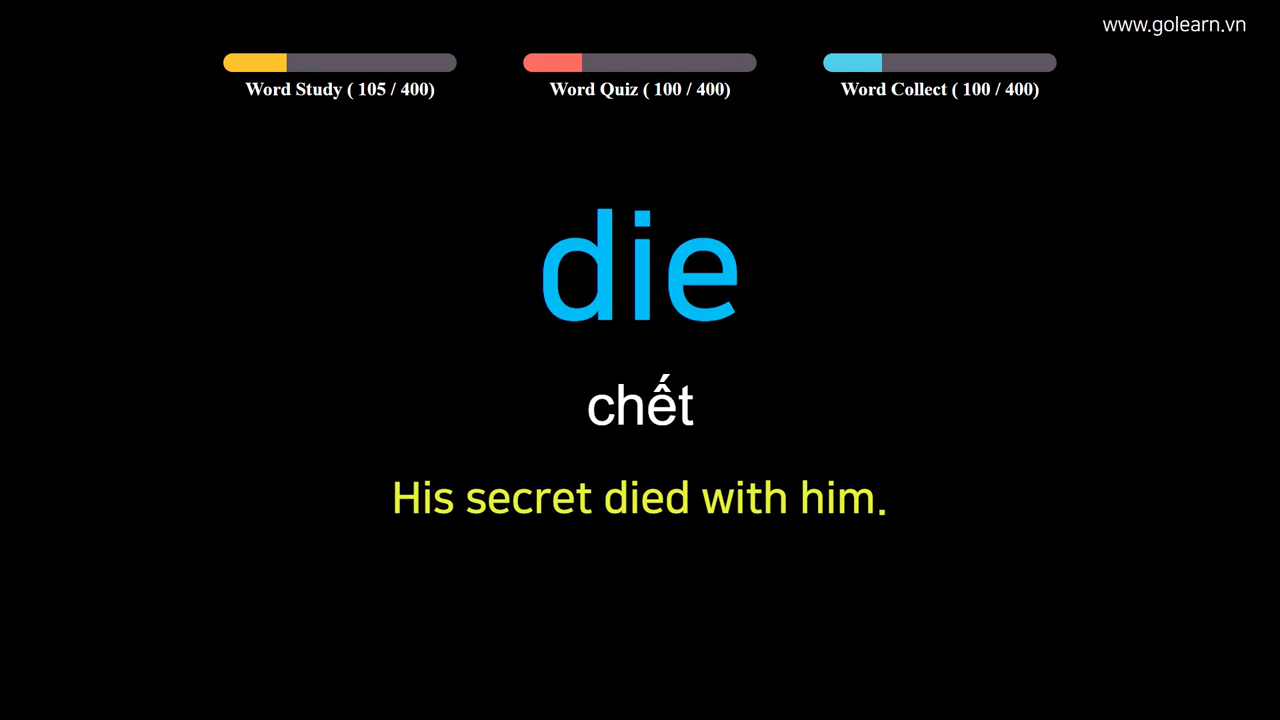 www.golearn.vn
Word Study ( 105 / 400)
Word Quiz ( 100 / 400)
Word Collect ( 100 / 400)
die
chết
His secret died with him.